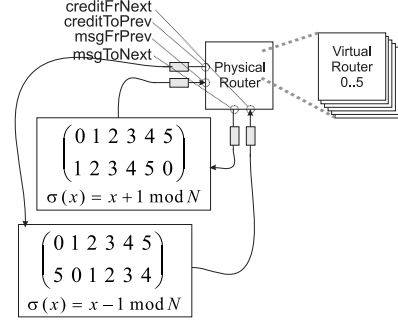 creditFrNext
creditToPrev
msgFrPrev
msgToNext
Physical
Router
Virtual
Router
0..5
0 1 2 3 4 5
1 2 3 4 5 0
σ(x) = x + 1 mod N
0 1 2 3 4 5
5 0 1 2 3 4
σ(x) = x − 1 mod N